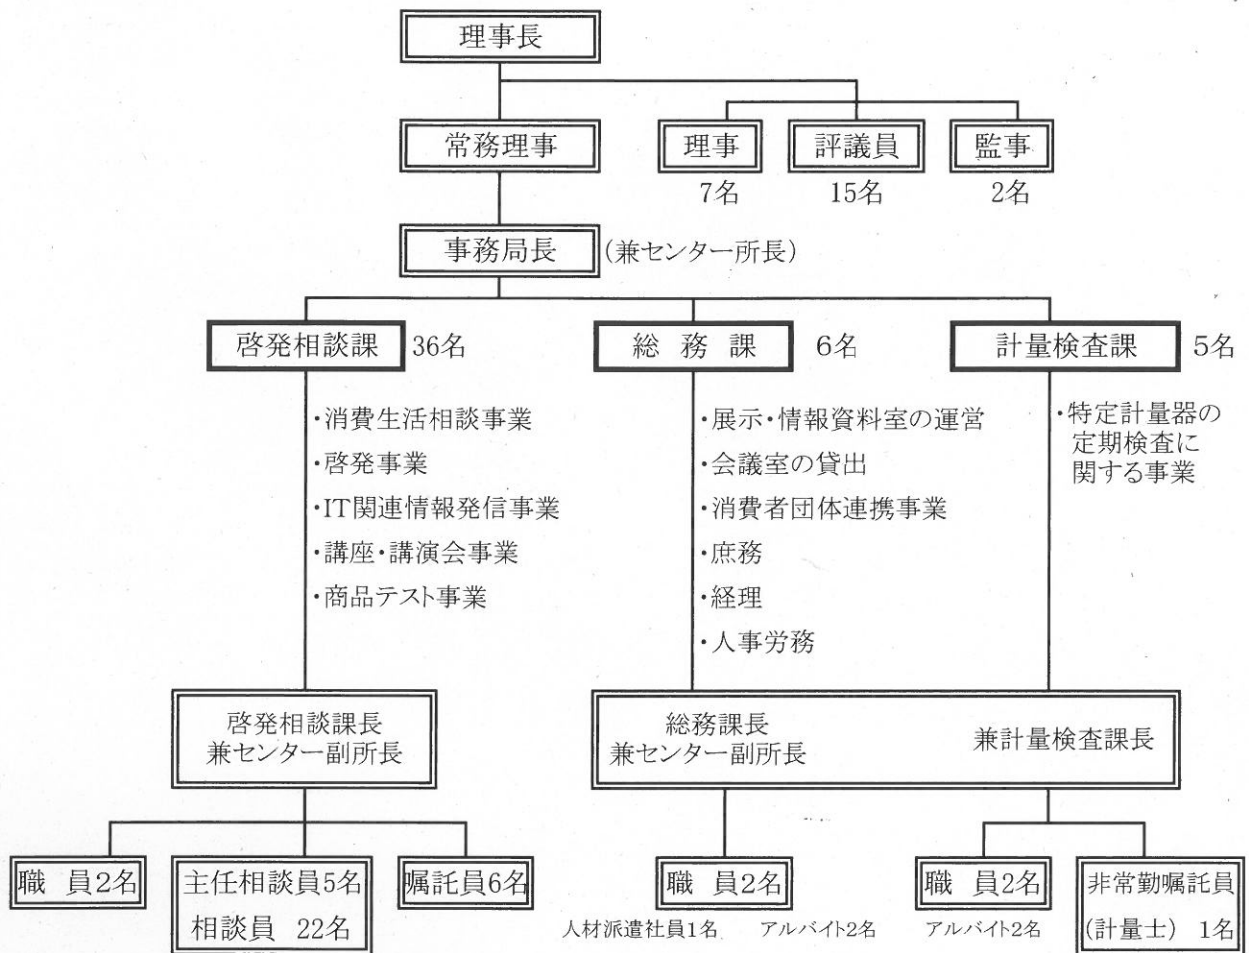 理事長
常務理事
理事
評議員
監事
7名
15名
2名
事務局長
(兼センター所長)
啓発相談課
36名
総 務 課
6名
計量検査課
5名
・消費生活相談事業
・啓発事業
・IT関連情報発信事業
・講座・講演会事業
・商品テスト事業
・展示・情報資料室の運営
・会議室の貸出
・消費者団体連携事業
・庶務
・経理
・人事労務
・特定計量器の
定期検査に
関する事業
啓発相談課長
兼センター副所長
総務課長
兼センター副所長
兼計量検査課長
職 員2名
主任相談員5名
相談員 22名
嘱託員6名
職 員2名
人材派遣社員1名
アルバイト2名
職 員2名
アルバイト2名
非常勤嘱託員
(計量士) 1名